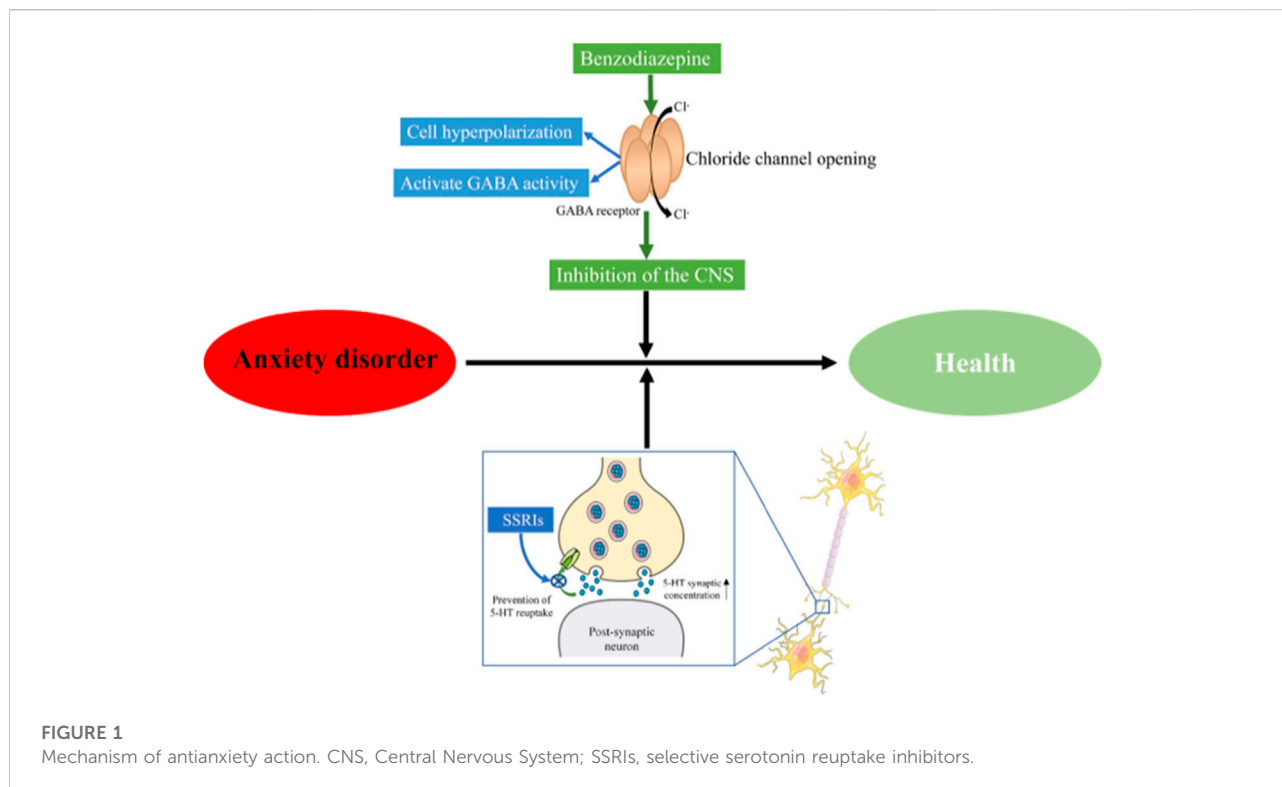 Benzodiazepine
Cl-
Cell hyperpolarization
Chloride channel opening
Activate GABA activity
GABA receptor
Cl-
Inhibition of the CNS
Anxiety disorder
Health
SSRIs
5-HT synaptic
concentration
Prevention of
5-HT reuptake
Post-synaptic
neuron
FIGURE 1
Mechanism of antianxiety action. CNS, Central Nervous System; SSRIs, selective serotonin reuptake inhibitors.